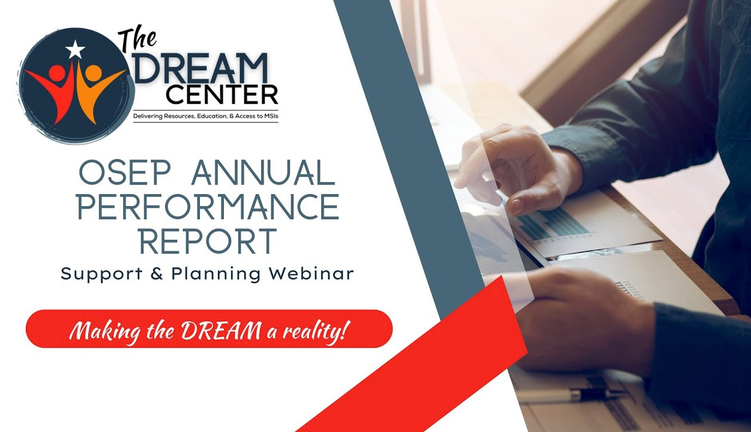 The
DREAM
CENTER
Delivering Resources, Education, & Access to MSIs
OSEP ANNUAL
PERFORMANCE
REPORT
Support & Planning Webinar
Making the DREAM a reality!